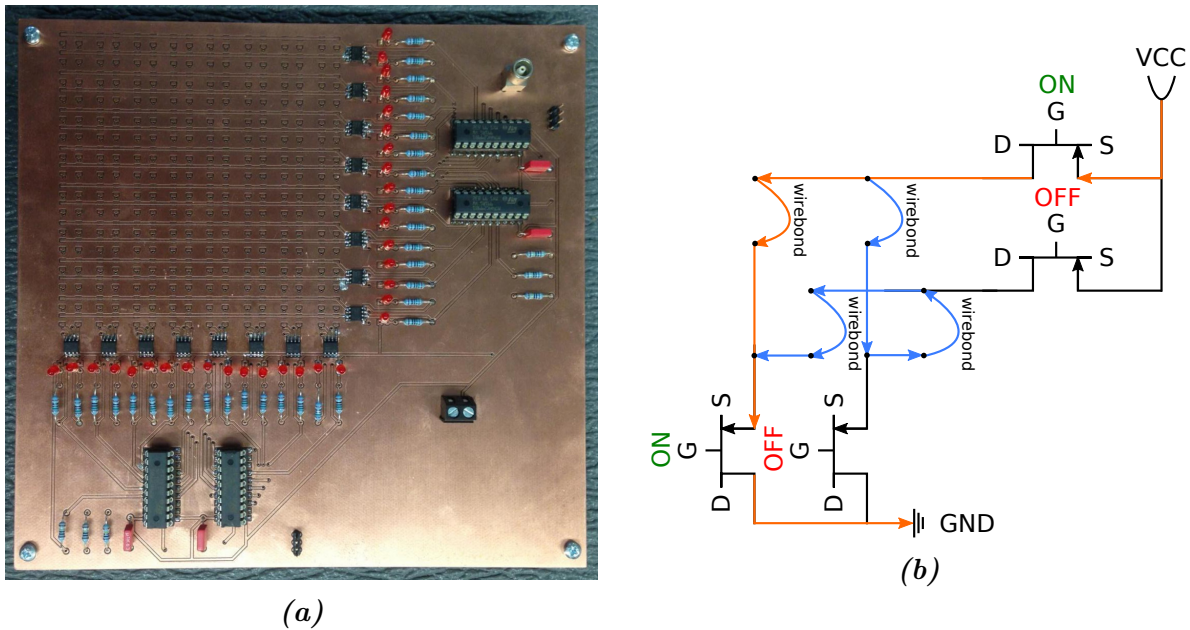 VCC
ON
G
D
S
OFF
G
D
S
wirebond
wirebond
wirebond
wirebond
S
ON
G
D
S
OFF
G
D
GND
(a)
(b)